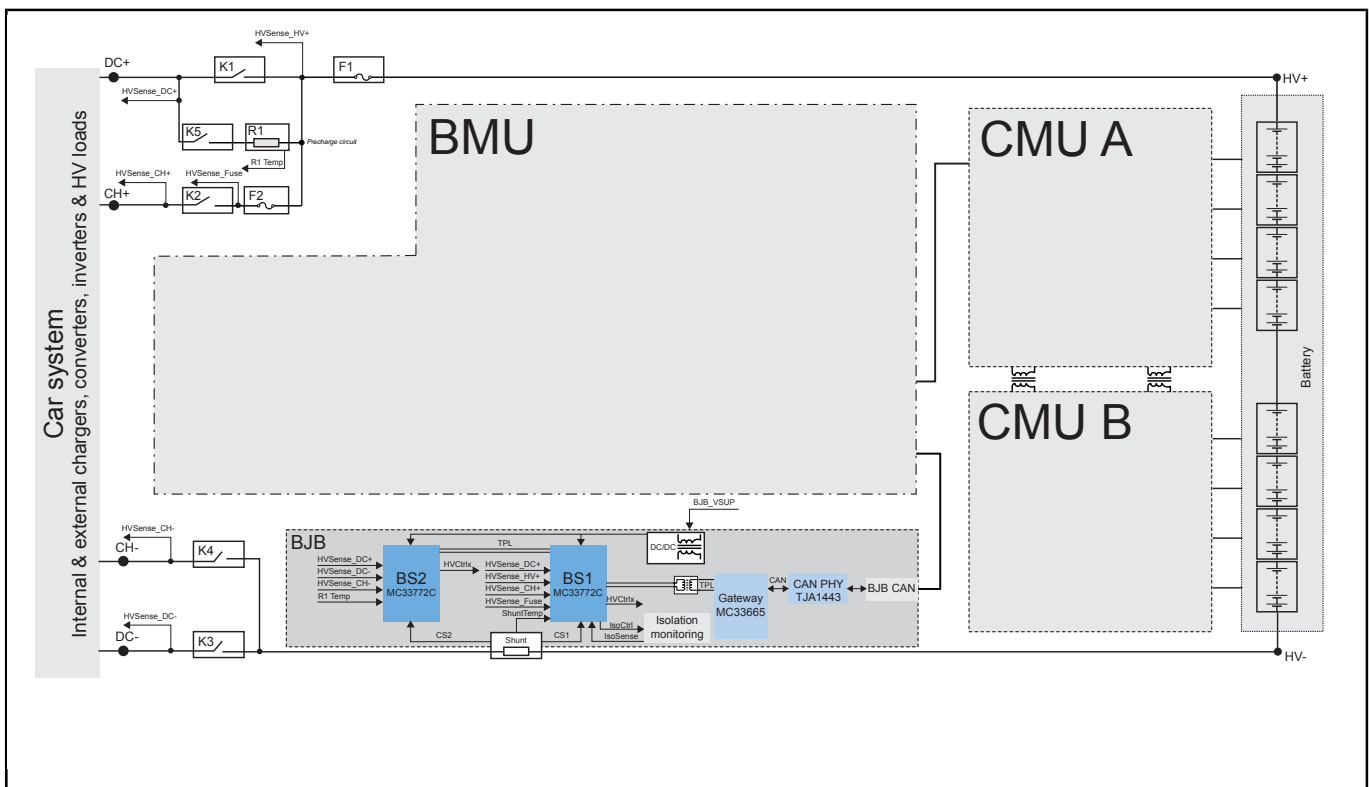 HVSense_HV+
DC+
K1
F1
HV+
HVSense_DC+
K5
R1
Precharge circuit
R1 Temp
HVSense_CH+
HVSense_Fuse
CH+
K2
F2
BMU
CMU A
CMU B
Car system
Internal & external chargers, converters, inverters & HV loads
Battery
HVSense_CH-
CH-
K4
HVSense_DC-
DC-
K3
BJB_VSUP
BJB
DC/DC
TPL
HVSense_DC+
HVSense_DC-
HVSense_CH-
R1 Temp
BS2
MC33772C
HVCtrlx
HVSense_DC+
HVSense_HV+
HVSense_CH+
HVSense_Fuse
ShuntTemp
BS1
MC33772C
HVCtrlx
TPL
Gateway
MC33665
CAN
CAN PHY
TJA1443
BJB CAN
IsoCtrl
IsoSense
Isolation
monitoring
CS2
Shunt
CS1
HV-